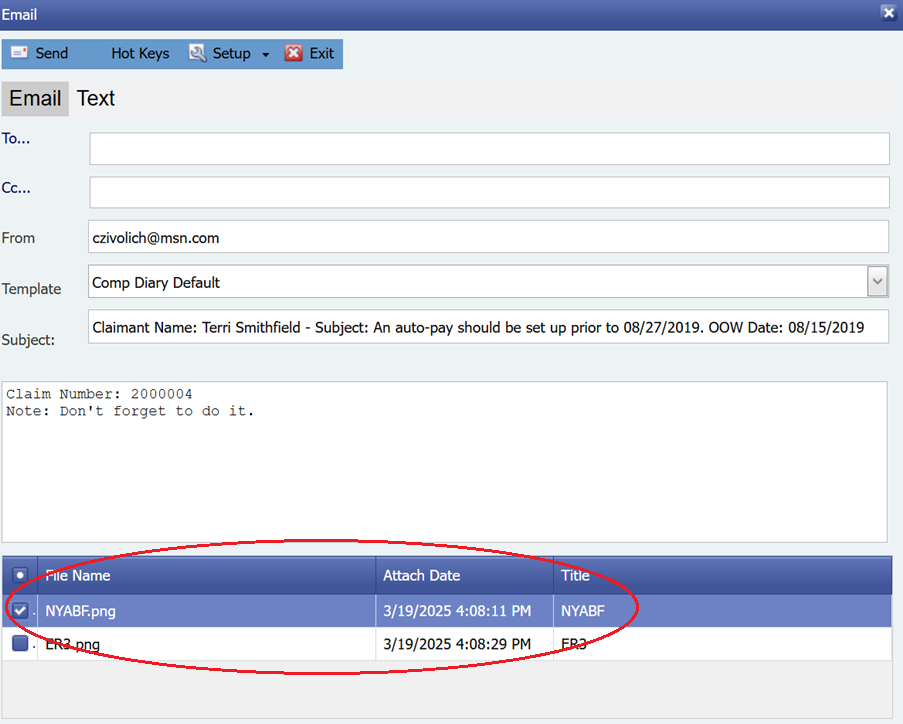 Email
Send Hot Keys Setup Exit
Email Text
To...
Cc...
From czivolich@msn.com
Template Comp Diary Default
Subject: Claimant Name: Terri Smithfield - Subject: An auto-pay should be set up prior to 08/27/2019. OOW Date: 08/15/2019
Claim Number: 2000004
Note: Don't forget to do it.
File Name Attach Date Title
NYABF.png 3/19/2025 4:08:11 PM NYABF
ER3.png 3/19/2025 4:08:29 PM ER3